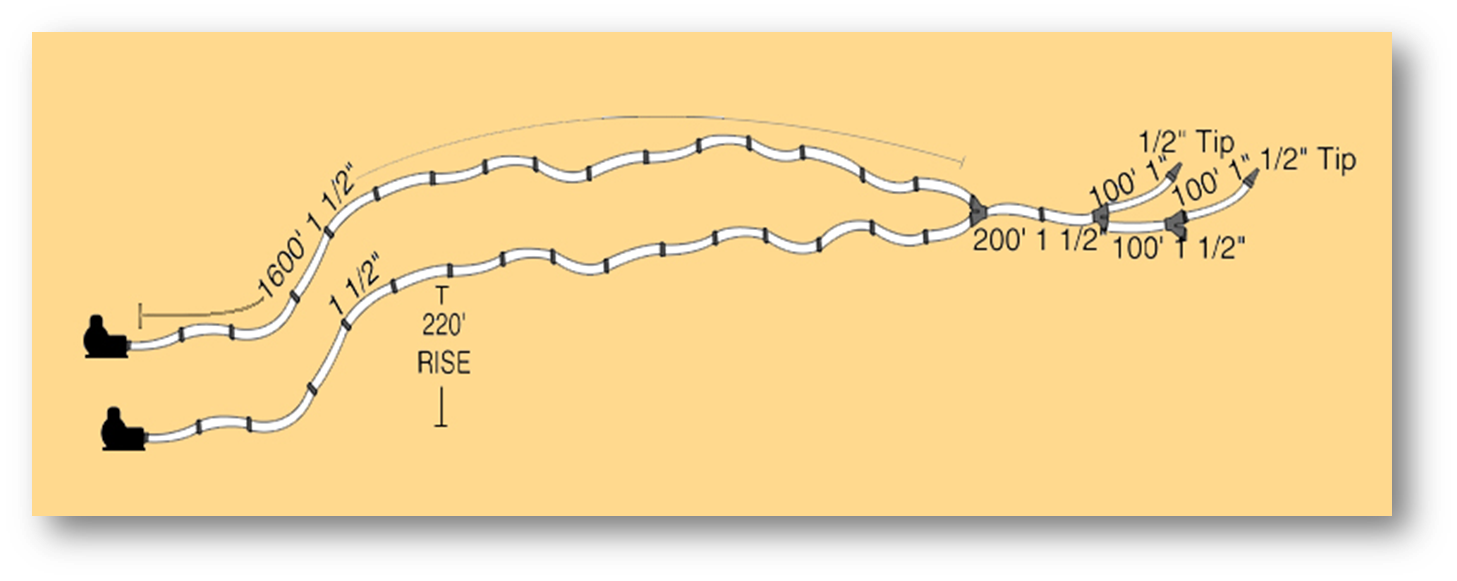 1600' 1 1/2"
1 1/2"
220'
RISE
200' 1 1/2"
100' 1"
1/2" Tip
100' 1 1/2"
100' 1"
1/2" Tip